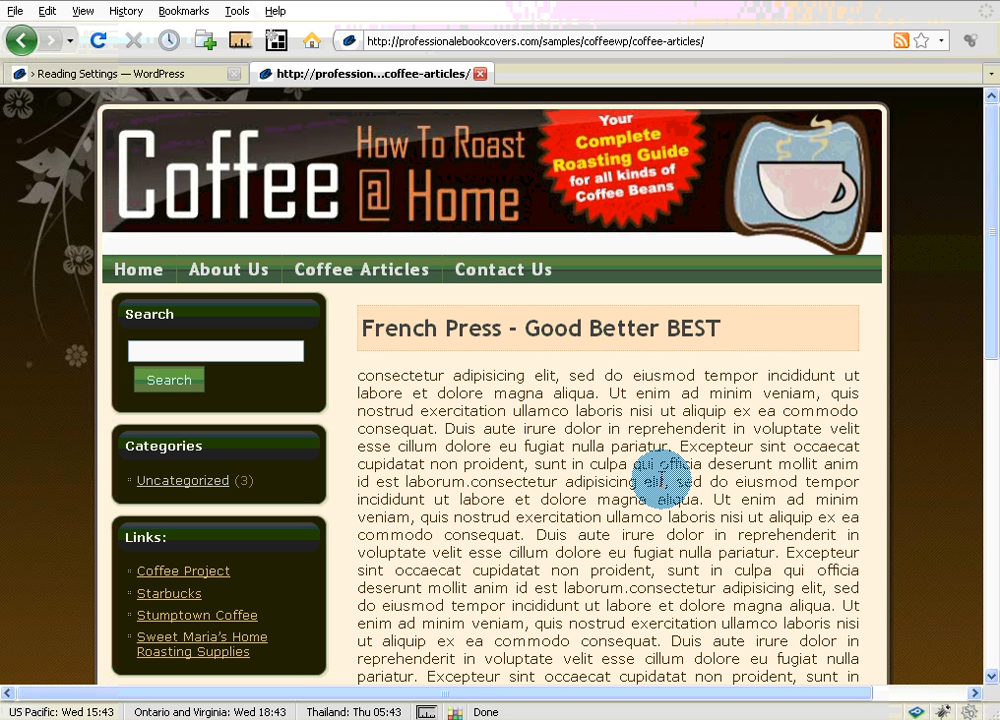 File Edit View History Bookmarks Tools Help
http://professionalebookcovers.com/samples/coffeewp/coffee-articles/
› Reading Settings — WordPress
http://profession...coffee-articles/
Coffee How To Roast @ Home
Your
Complete
Roasting Guide
for all kinds of
Coffee Beans
Home About Us Coffee Articles Contact Us
Search
Search
Categories
Uncategorized (3)
Links:
Coffee Project
Starbucks
Stumptown Coffee
Sweet Maria's Home
Roasting Supplies
French Press - Good Better BEST
consectetur adipisicing elit, sed do eiusmod tempor incididunt ut
labore et dolore magna aliqua. Ut enim ad minim veniam, quis
nostrud exercitation ullamco laboris nisi ut aliquip ex ea commodo
consequat. Duis aute irure dolor in reprehenderit in voluptate velit
esse cillum dolore eu fugiat nulla pariatur. Excepteur sint occaecat
cupidatat non proident, sunt in culpa qui officia deserunt mollit anim
id est laborum.consectetur adipisicing elit, sed do eiusmod tempor
incididunt ut labore et dolore magna aliqua. Ut enim ad minim
veniam, quis nostrud exercitation ullamco laboris nisi ut aliquip ex ea
commodo consequat. Duis aute irure dolor in reprehenderit in
voluptate velit esse cillum dolore eu fugiat nulla pariatur. Excepteur
sint occaecat cupidatat non proident, sunt in culpa qui officia
deserunt mollit anim id est laborum.consectetur adipisicing elit, sed
do eiusmod tempor incididunt ut labore et dolore magna aliqua. Ut
enim ad minim veniam, quis nostrud exercitation ullamco laboris nisi
ut aliquip ex ea commodo consequat. Duis aute irure dolor in
reprehenderit in voluptate velit esse cillum dolore eu fugiat nulla
pariatur. Excepteur sint occaecat cupidatat non proident, sunt in
US Pacific: Wed 15:43 Ontario and Virginia: Wed 18:43 Thailand: Thu 05:43 Done